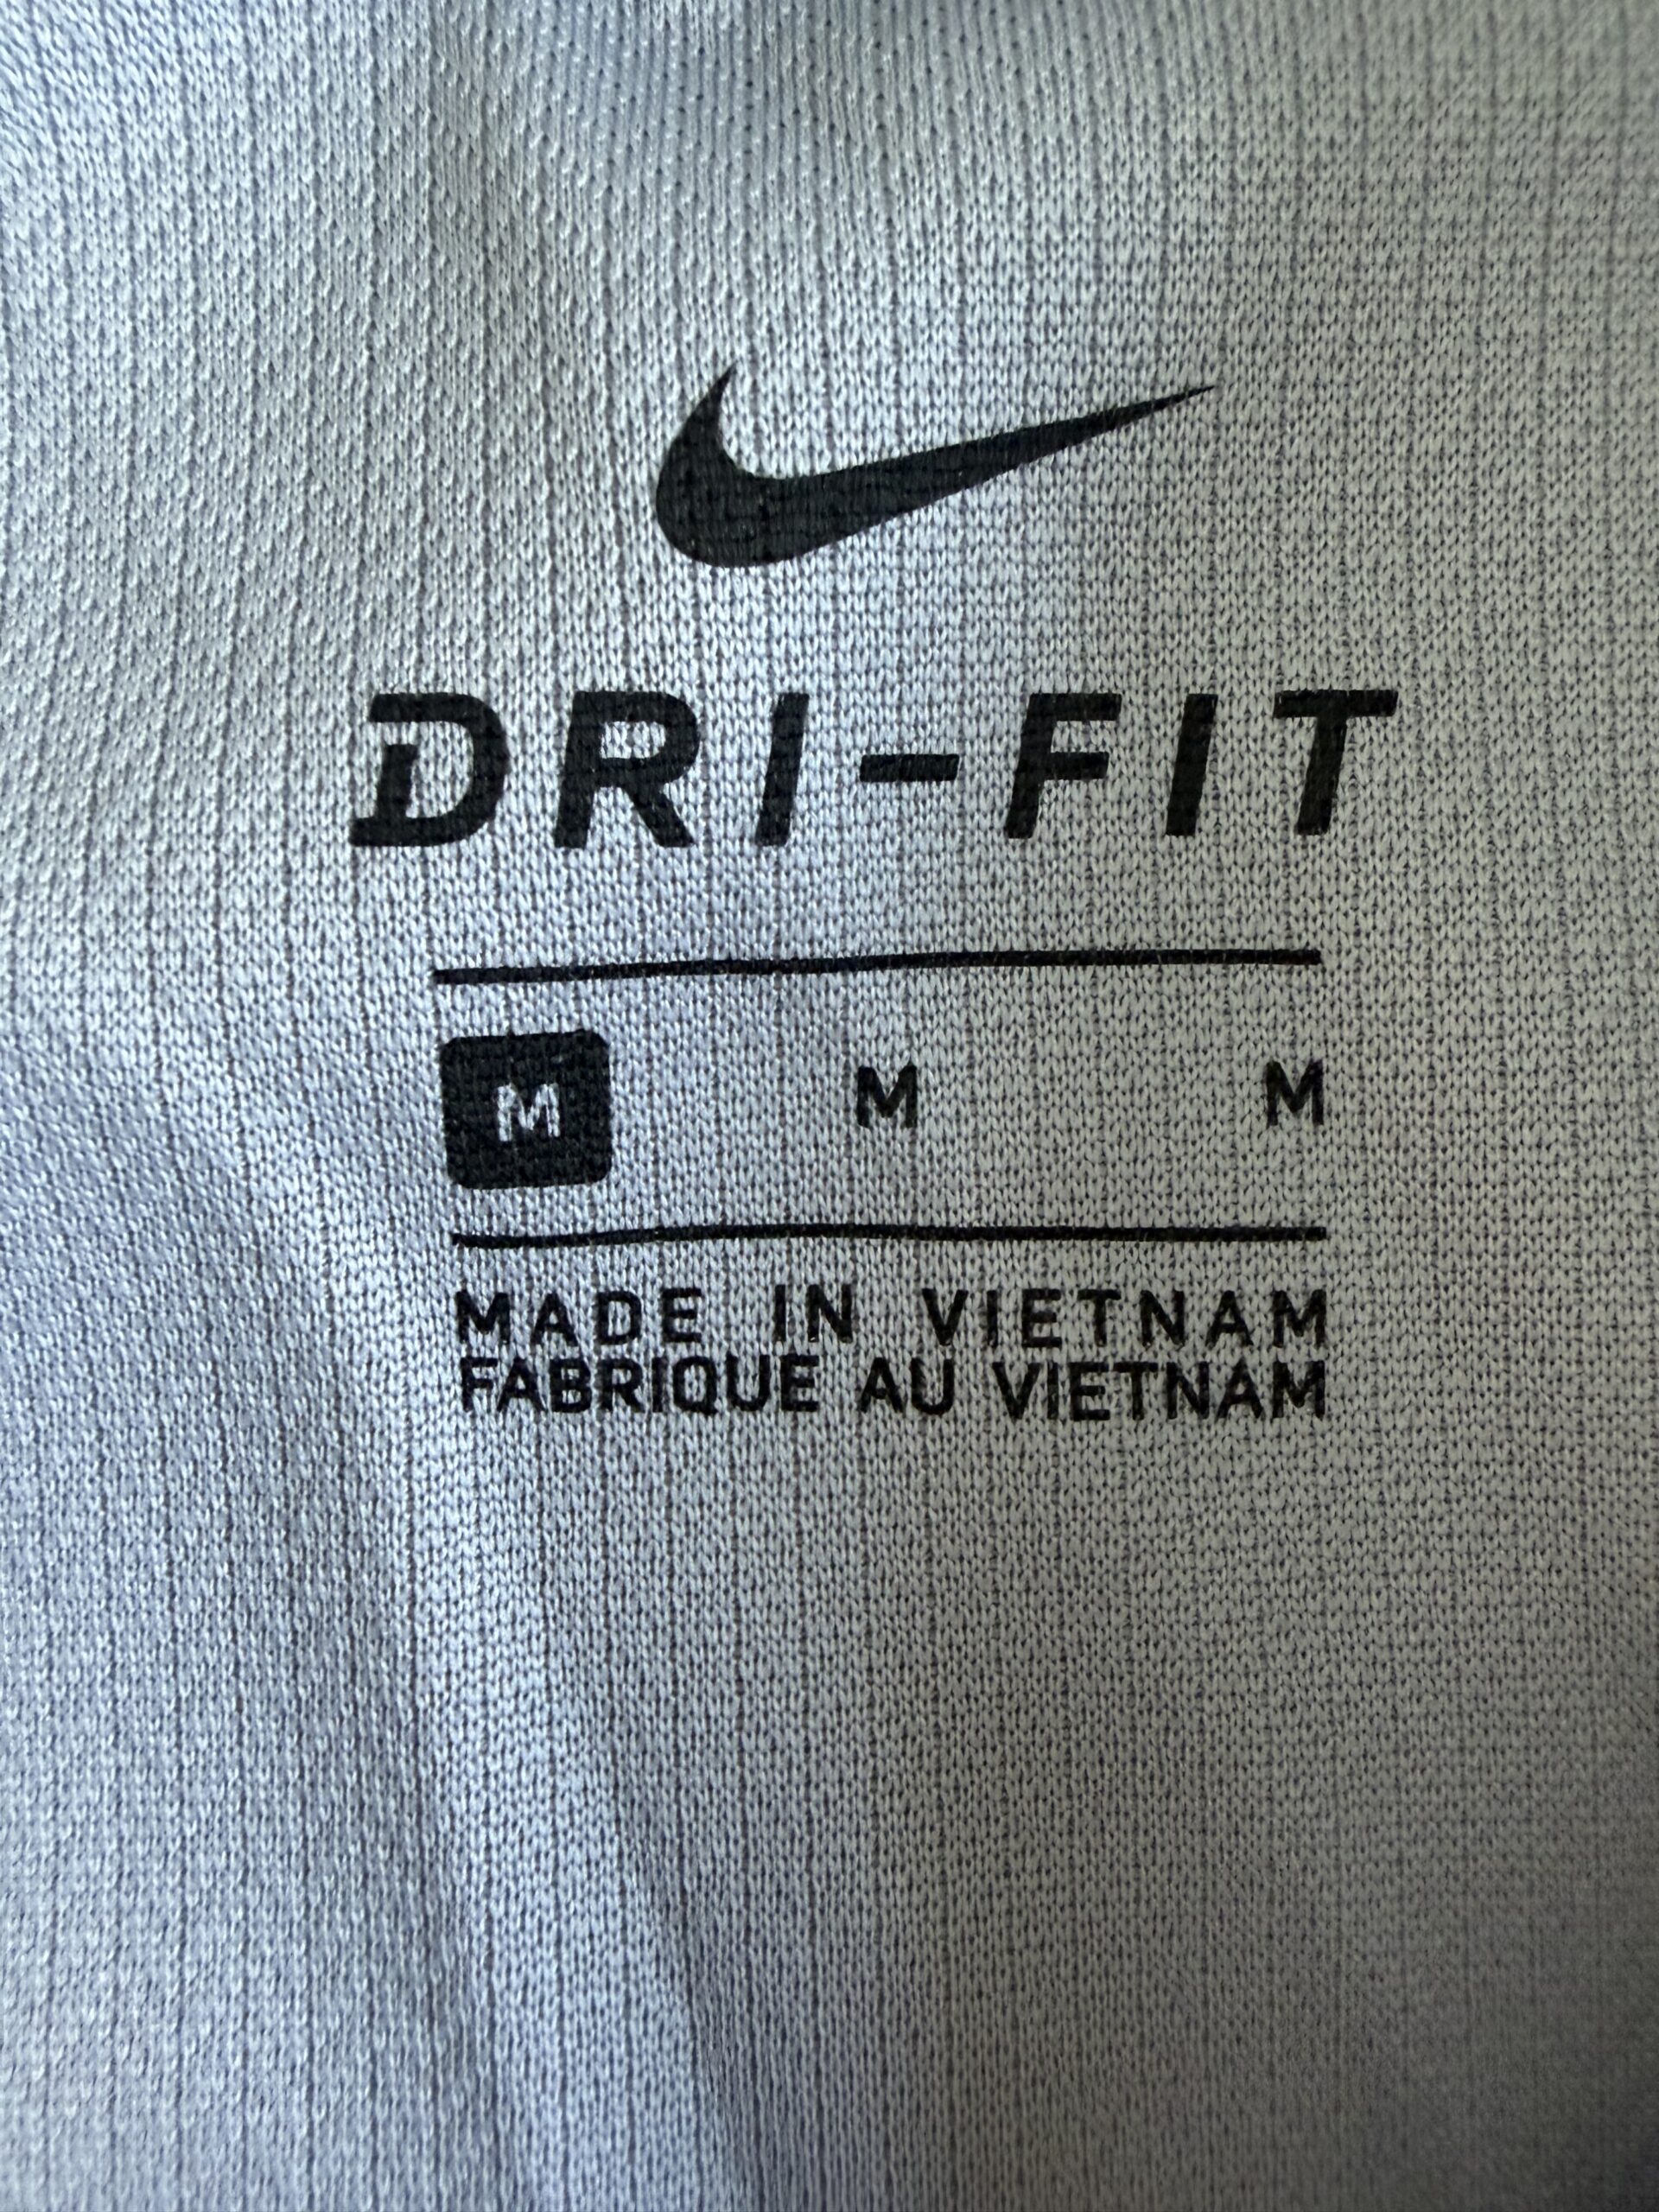 DRI-FIT
M M M
MADE IN VIETNAM
FABRIQUE AU VIETNAM